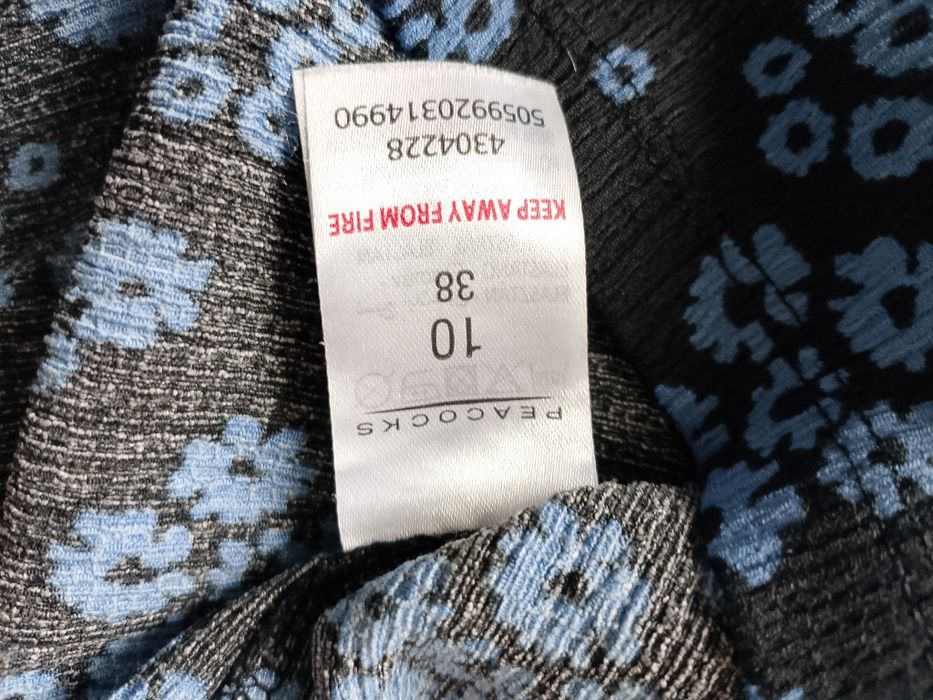 PEACOCKS
10
38
KEEP AWAY FROM FIRE
4304228
5059920314990